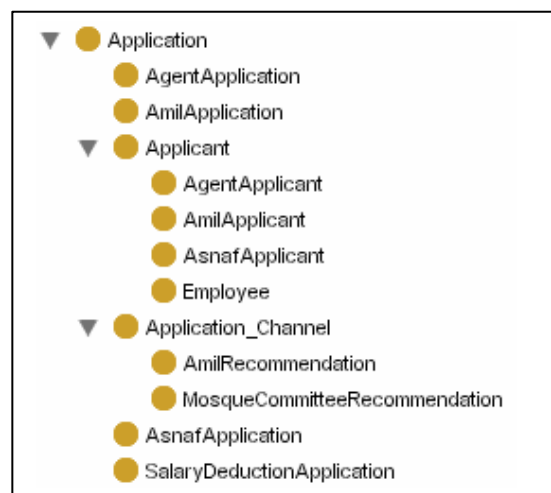 Application
AgentApplication
AmilApplication
Applicant
AgentApplicant
AmilApplicant
AsnafApplicant
Employee
Application_Channel
AmilRecommendation
MosqueCommitteeRecommendation
AsnafApplication
SalaryDeductionApplication